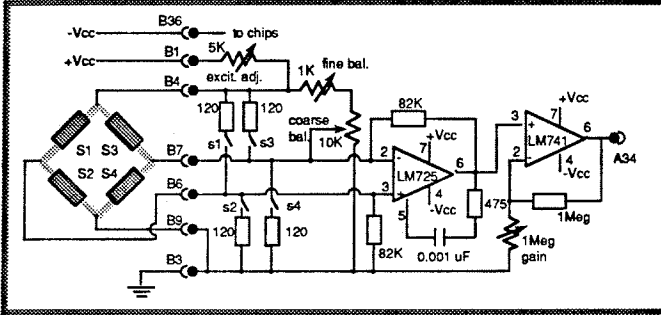 B36
-Vcc
to chips
B1
5K
+Vcc
fine bal.
B4
excit. adj.
1K
120
120
82K
coarse
bal.
10K
+Vcc
7
3
+
LM741
6
A34
S1
S3
s1
s3
B7
2
-
LM725
6
2
-
4
-Vcc
S2
S4
B6
3
+
4
-Vcc
5
475
1Meg
s2
s4
B9
120
120
82K
0.001 uF
1Meg
gain
B3
+Vcc
7